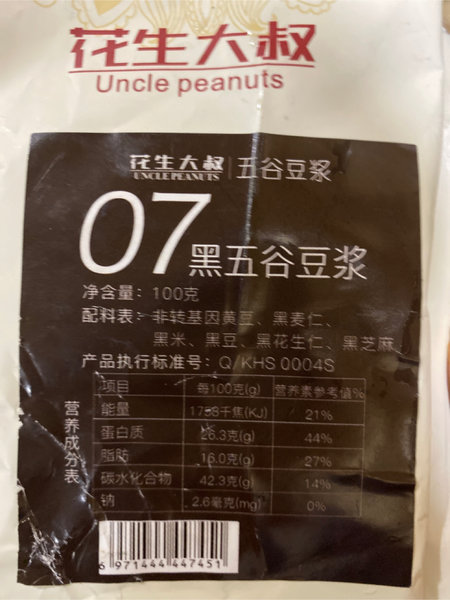 花生大叔
Uncle peanuts
花生大叔 五谷豆浆
UNCLE PEANUTS
07黑五谷豆浆
净含量：100克
配料表：非转基因黄豆、黑麦仁、
黑米、黑豆、黑花生仁、黑芝麻
产品执行标准号：Q/KHS 0004S
营养成分表
项目 每100克(g) 营养素参考值%
能量 1758千焦(KJ) 21%
蛋白质 26.3克(g) 44%
脂肪 16.0克(g) 27%
碳水化合物 42.3克(g) 14%
钠 2.6毫克(mg) 0%
6 971444 447451